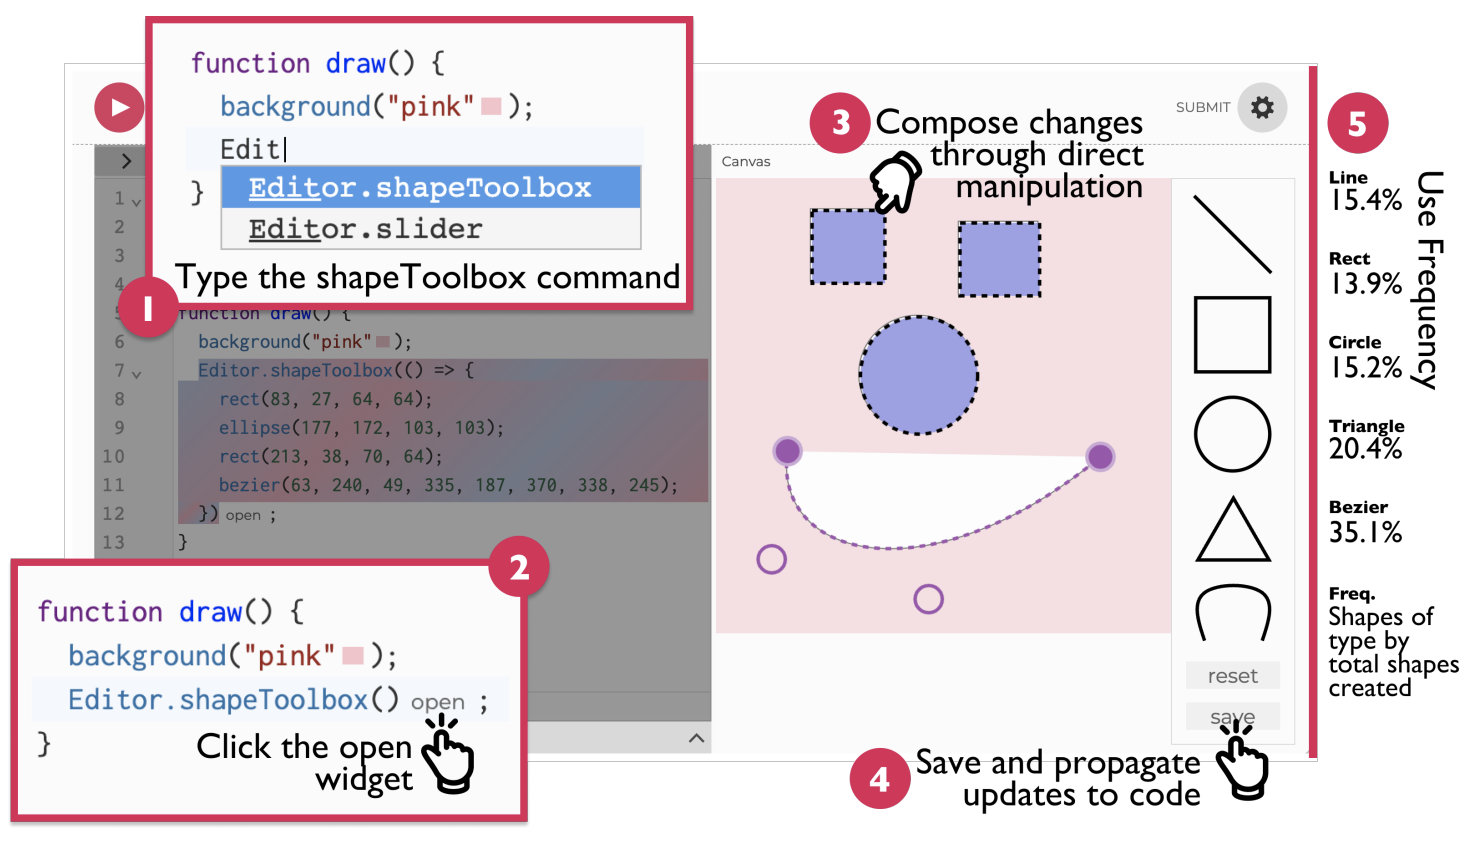 function draw() {
background("pink");
Edit
}
Editor.shapeToolbox
Editor.slider
Type the shapeToolbox command
1
SUBMIT
Canvas
3
Compose changes
through direct
manipulation
1
2
3
4
5 function draw() {
6 background("pink");
7 Editor.shapeToolbox(() => {
8 rect(83, 27, 64, 64);
9 ellipse(177, 172, 103, 103);
10 rect(213, 38, 70, 64);
11 bezier(63, 240, 49, 335, 187, 370, 338, 245);
12 }) open ;
13 }
2
function draw() {
background("pink");
Editor.shapeToolbox() open ;
}
Click the open
widget
reset
save
4
Save and propagate
updates to code
5
Use Frequency
Line
15.4%
Rect
13.9%
Circle
15.2%
Triangle
20.4%
Bezier
35.1%
Freq.
Shapes of
type by
total shapes
created